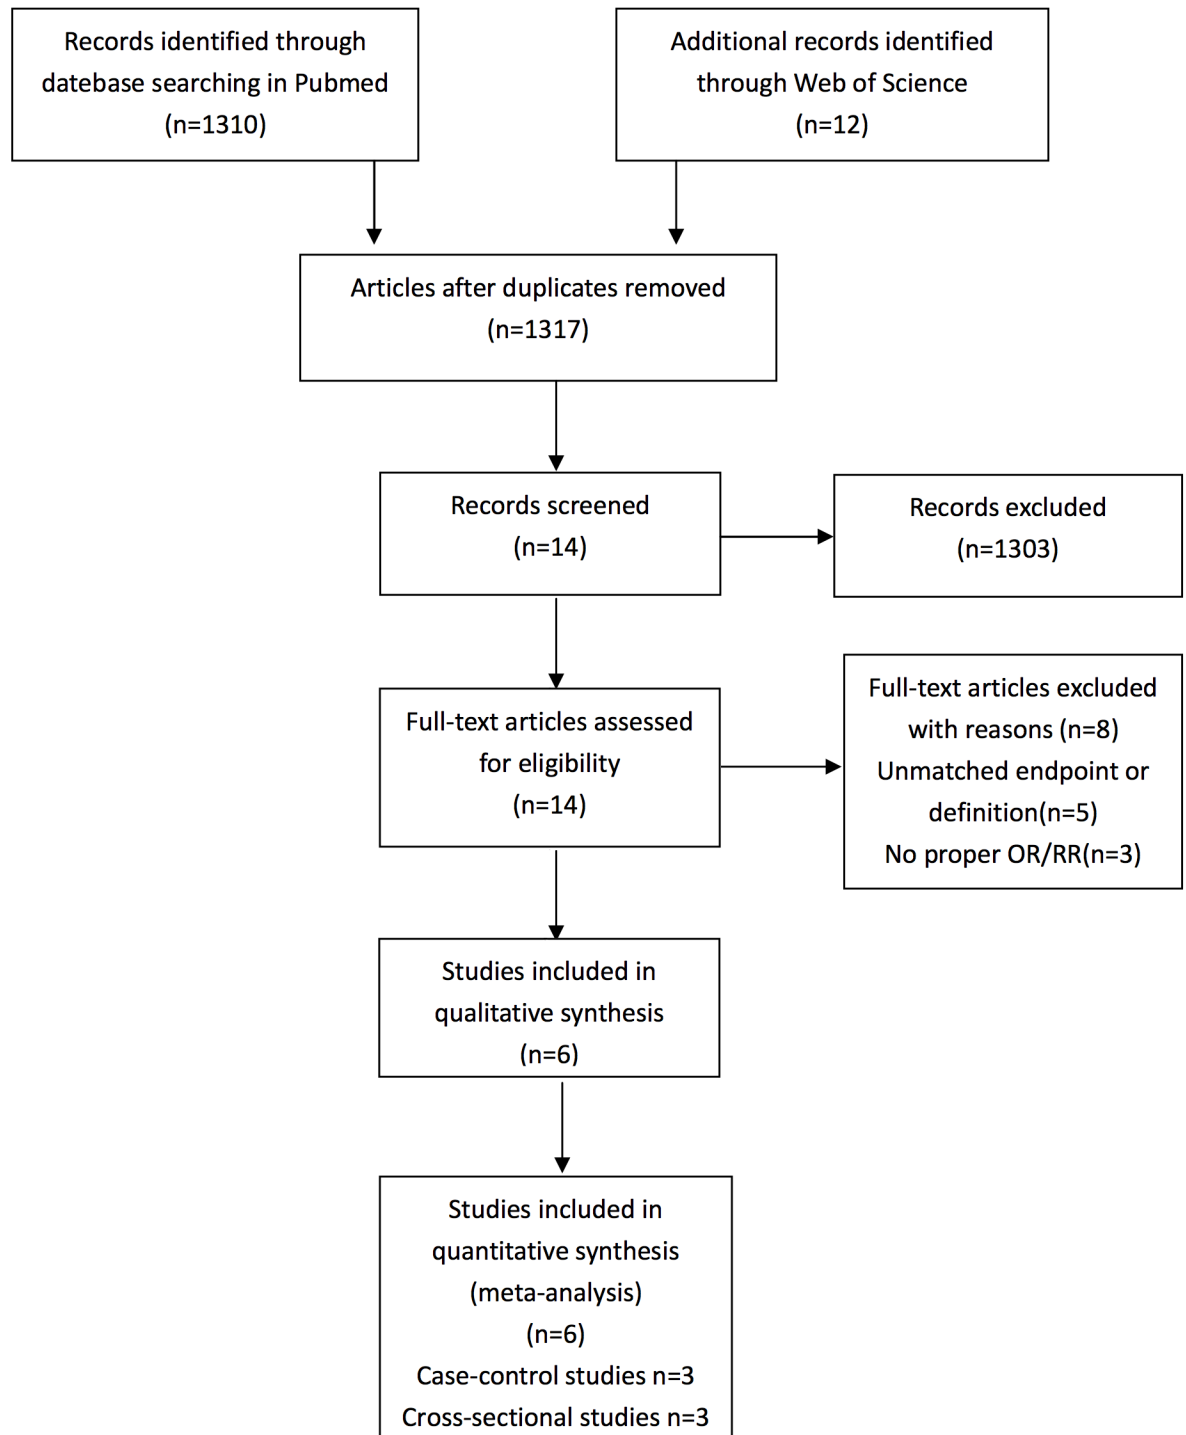 Records identified through
datebase searching in Pubmed
(n=1310)
Additional records identified
through Web of Science
(n=12)
Articles after duplicates removed
(n=1317)
Records screened
(n=14)
Records excluded
(n=1303)
Full-text articles assessed
for eligibility
(n=14)
Full-text articles excluded
with reasons (n=8)
Unmatched endpoint or
definition(n=5)
No proper OR/RR(n=3)
Studies included in
qualitative synthesis
(n=6)
Studies included in
quantitative synthesis
(meta-analysis)
(n=6)
Case-control studies n=3
Cross-sectional studies n=3